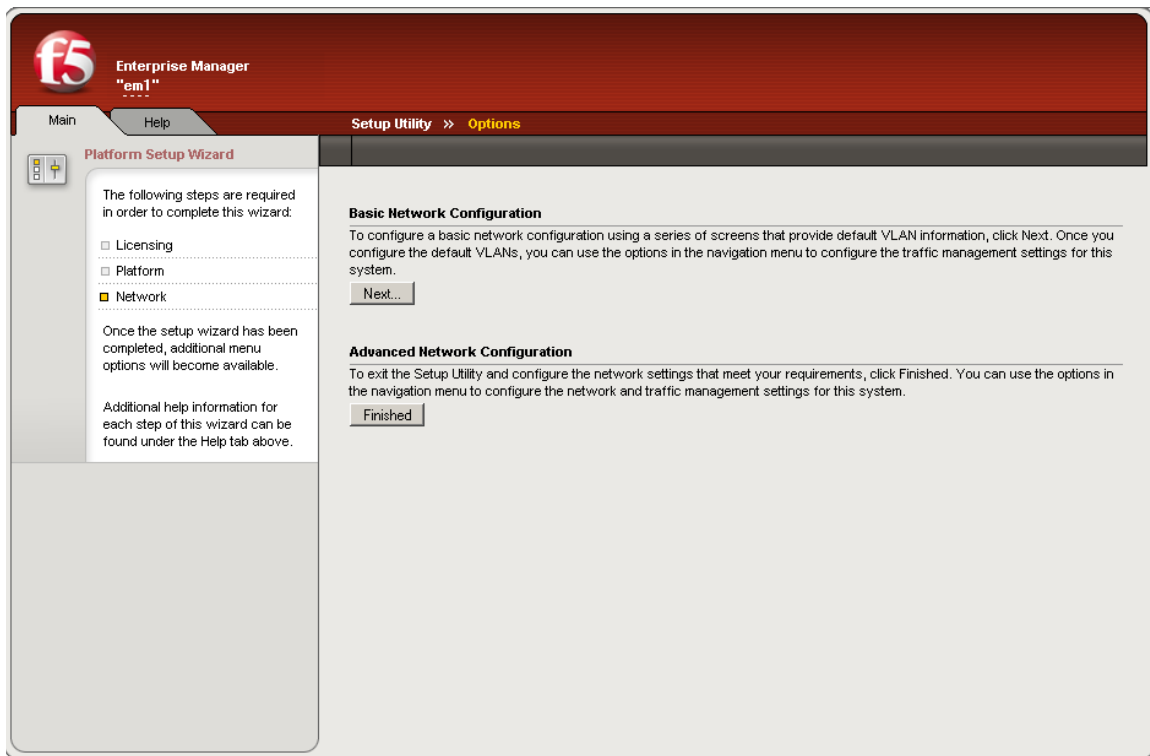 f5
Enterprise Manager
"em1"
Main
Help
Setup Utility » Options
Platform Setup Wizard
The following steps are required
in order to complete this wizard:
Licensing
Platform
Network
Once the setup wizard has been
completed, additional menu
options will become available.
Additional help information for
each step of this wizard can be
found under the Help tab above.
Basic Network Configuration
To configure a basic network configuration using a series of screens that provide default VLAN information, click Next. Once you
configure the default VLANs, you can use the options in the navigation menu to configure the traffic management settings for this
system.
Next...
Advanced Network Configuration
To exit the Setup Utility and configure the network settings that meet your requirements, click Finished. You can use the options in
the navigation menu to configure the network and traffic management settings for this system.
Finished